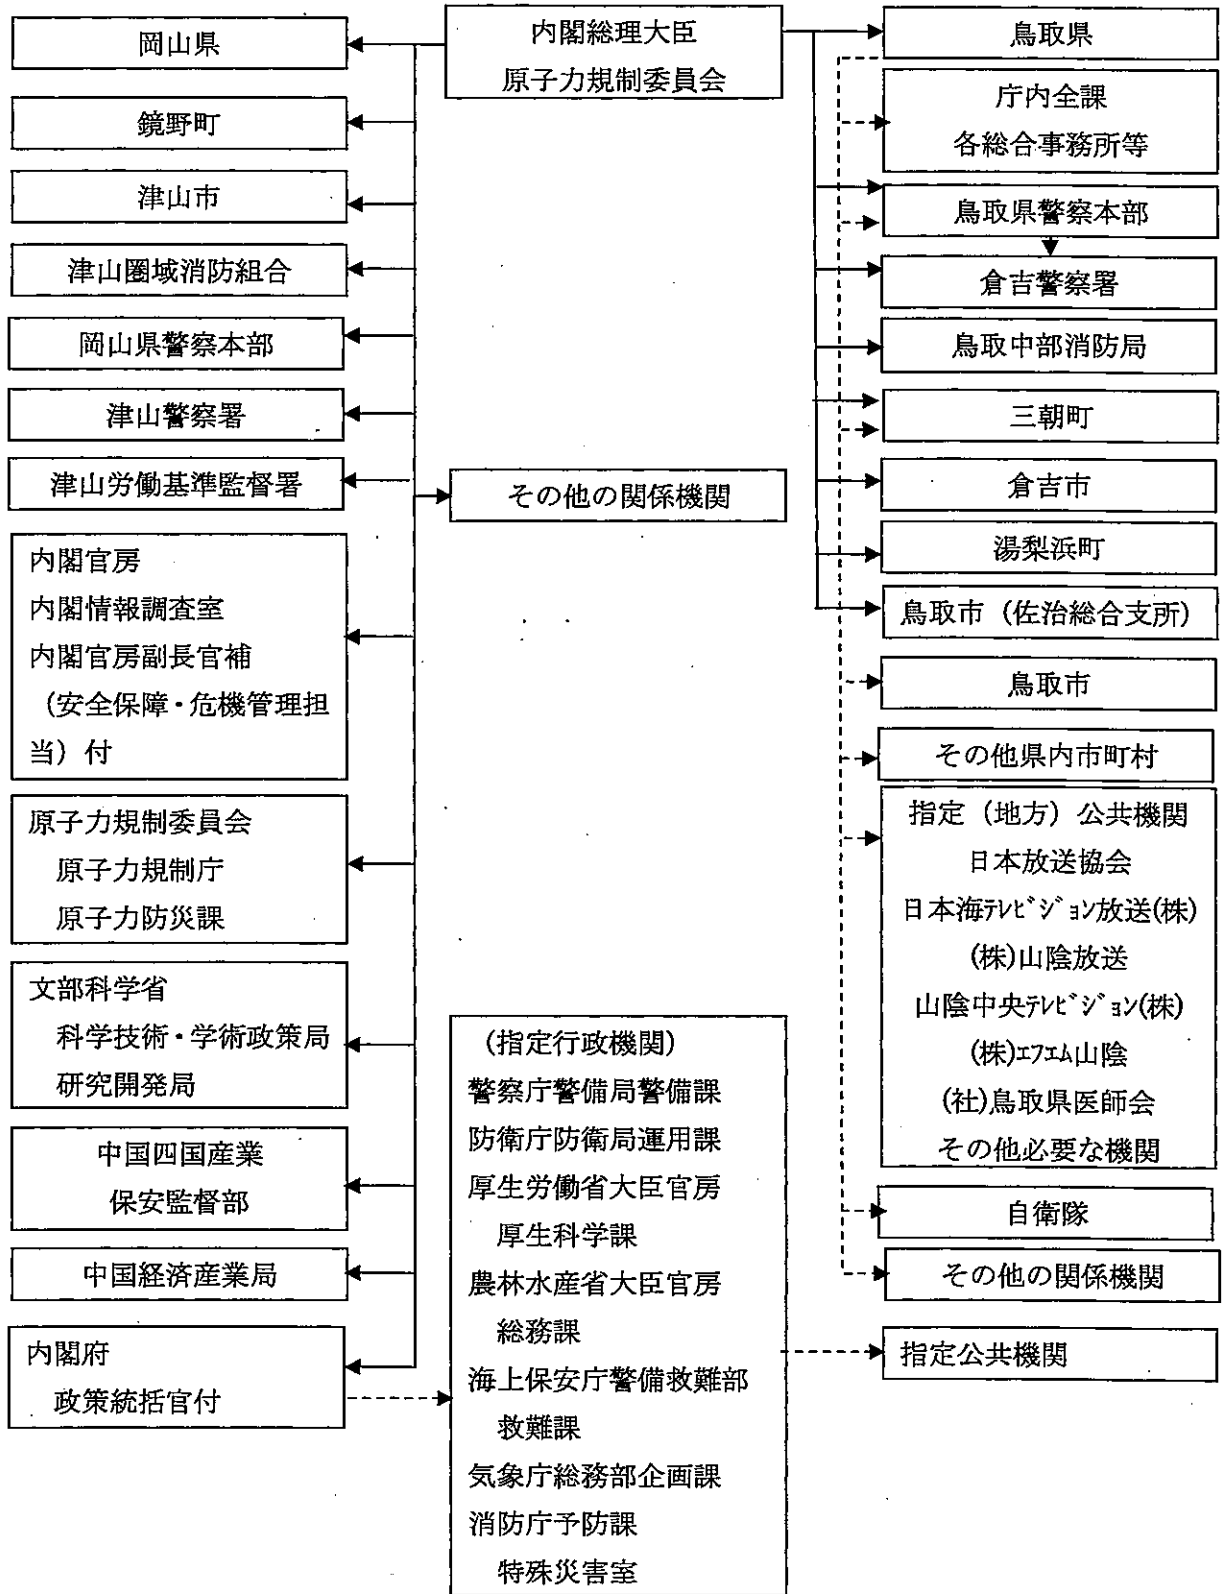 内閣総理大臣
原子力規制委員会
岡山県
鏡野町
津山市
津山圏域消防組合
岡山県警察本部
津山警察署
津山労働基準監督署
内閣官房
内閣情報調査室
内閣官房副長官補
（安全保障・危機管理担
当）付
原子力規制委員会
原子力規制庁
原子力防災課
文部科学省
科学技術・学術政策局
研究開発局
中国四国産業
保安監督部
中国経済産業局
内閣府
政策統括官付
その他の関係機関
（指定行政機関）
警察庁警備局警備課
防衛庁防衛局運用課
厚生労働省大臣官房
厚生科学課
農林水産省大臣官房
総務課
海上保安庁警備救難部
救難課
気象庁総務部企画課
消防庁予防課
特殊災害室
鳥取県
庁内全課
各総合事務所等
鳥取県警察本部
倉吉警察署
鳥取中部消防局
三朝町
倉吉市
湯梨浜町
鳥取市（佐治総合支所）
鳥取市
その他県内市町村
指定（地方）公共機関
日本放送協会
日本海ﾃﾚﾋﾞｼﾞｮﾝ放送(株)
(株)山陰放送
山陰中央ﾃﾚﾋﾞｼﾞｮﾝ(株)
(株)ｴﾌｴﾑ山陰
(社)鳥取県医師会
その他必要な機関
自衛隊
その他の関係機関
指定公共機関